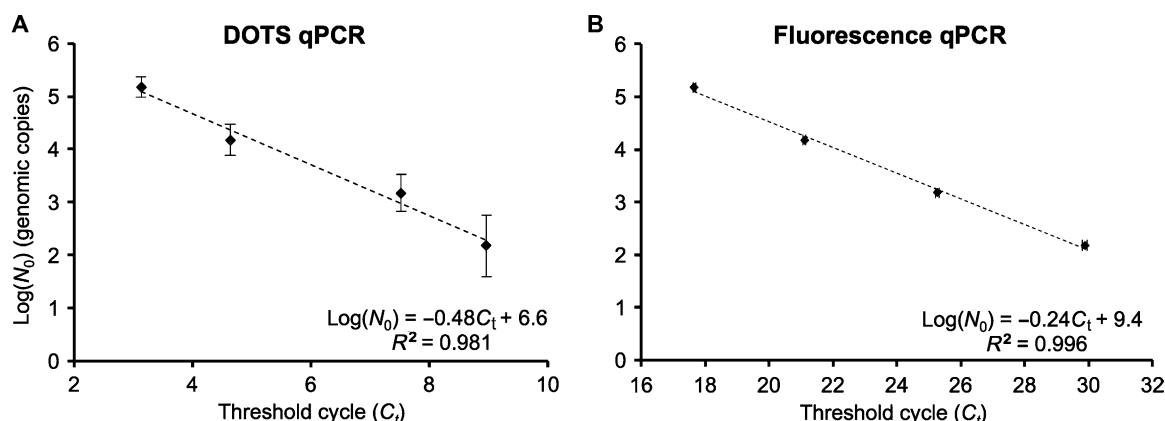 A
DOTS qPCR
6
5
4
3
2
1
0
Log(N0) (genomic copies)
Log(N0) = −0.48Ct + 6.6
R2 = 0.981
2 4 6 8 10
Threshold cycle (Ct)
B
Fluorescence qPCR
6
5
4
3
2
1
0
Log(N0) = −0.24Ct + 9.4
R2 = 0.996
16 18 20 22 24 26 28 30 32
Threshold cycle (Ct)